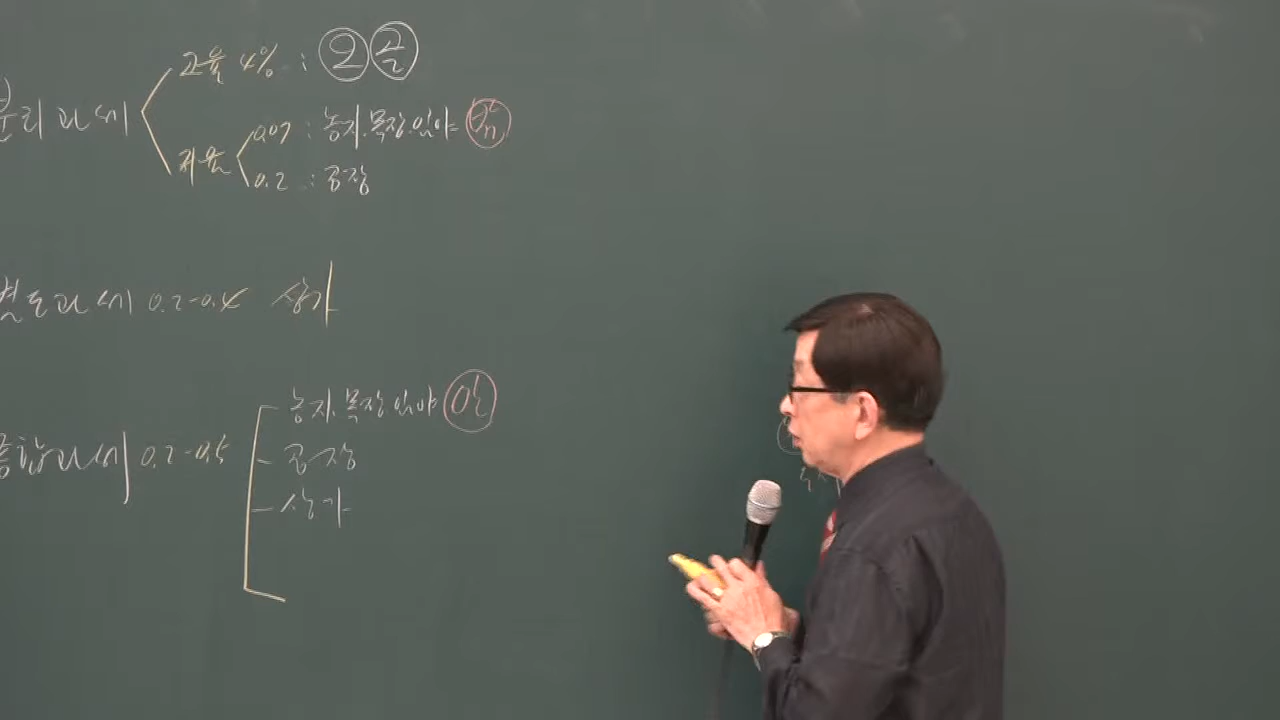 분리과세
고율 4% : 오 골
저율
0.07 : 농지.목장.임야
0.2 : 공장
별도과세 0.2-0.4 상가
종합과세 0.2-0.5
농지.목장.임야
공장
상가